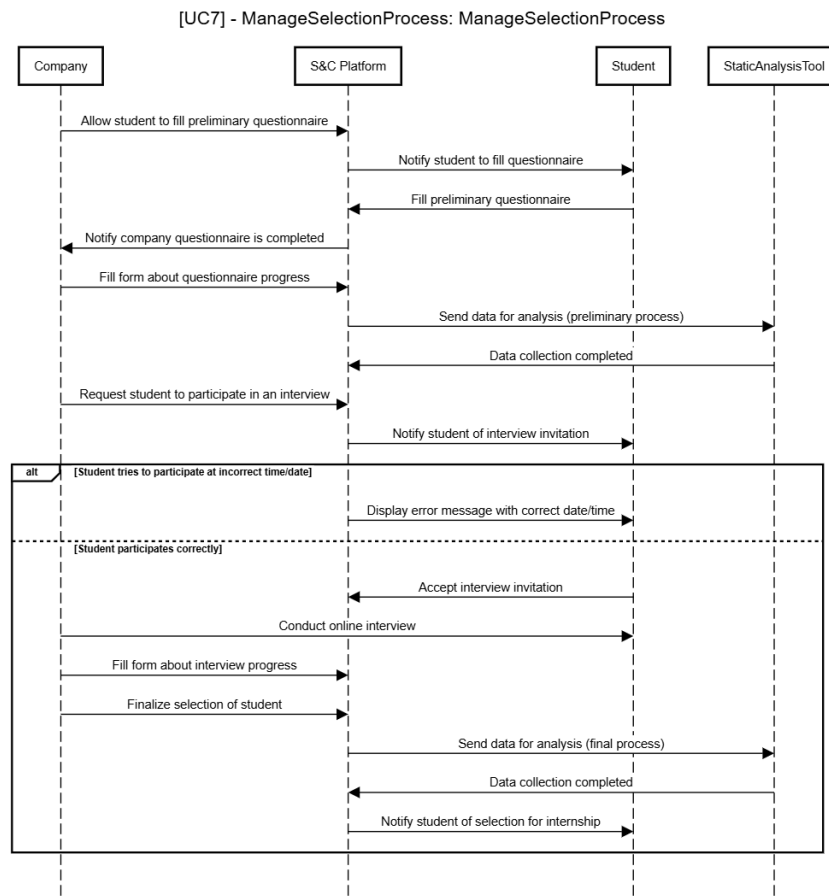 [UC7] - ManageSelectionProcess: ManageSelectionProcess
Company
S&C Platform
Student
StaticAnalysisTool
Allow student to fill preliminary questionnaire
Notify student to fill questionnaire
Fill preliminary questionnaire
Notify company questionnaire is completed
Fill form about questionnaire progress
Send data for analysis (preliminary process)
Data collection completed
Request student to participate in an interview
Notify student of interview invitation
alt
[Student tries to participate at incorrect time/date]
Display error message with correct date/time
[Student participates correctly]
Accept interview invitation
Conduct online interview
Fill form about interview progress
Finalize selection of student
Send data for analysis (final process)
Data collection completed
Notify student of selection for internship